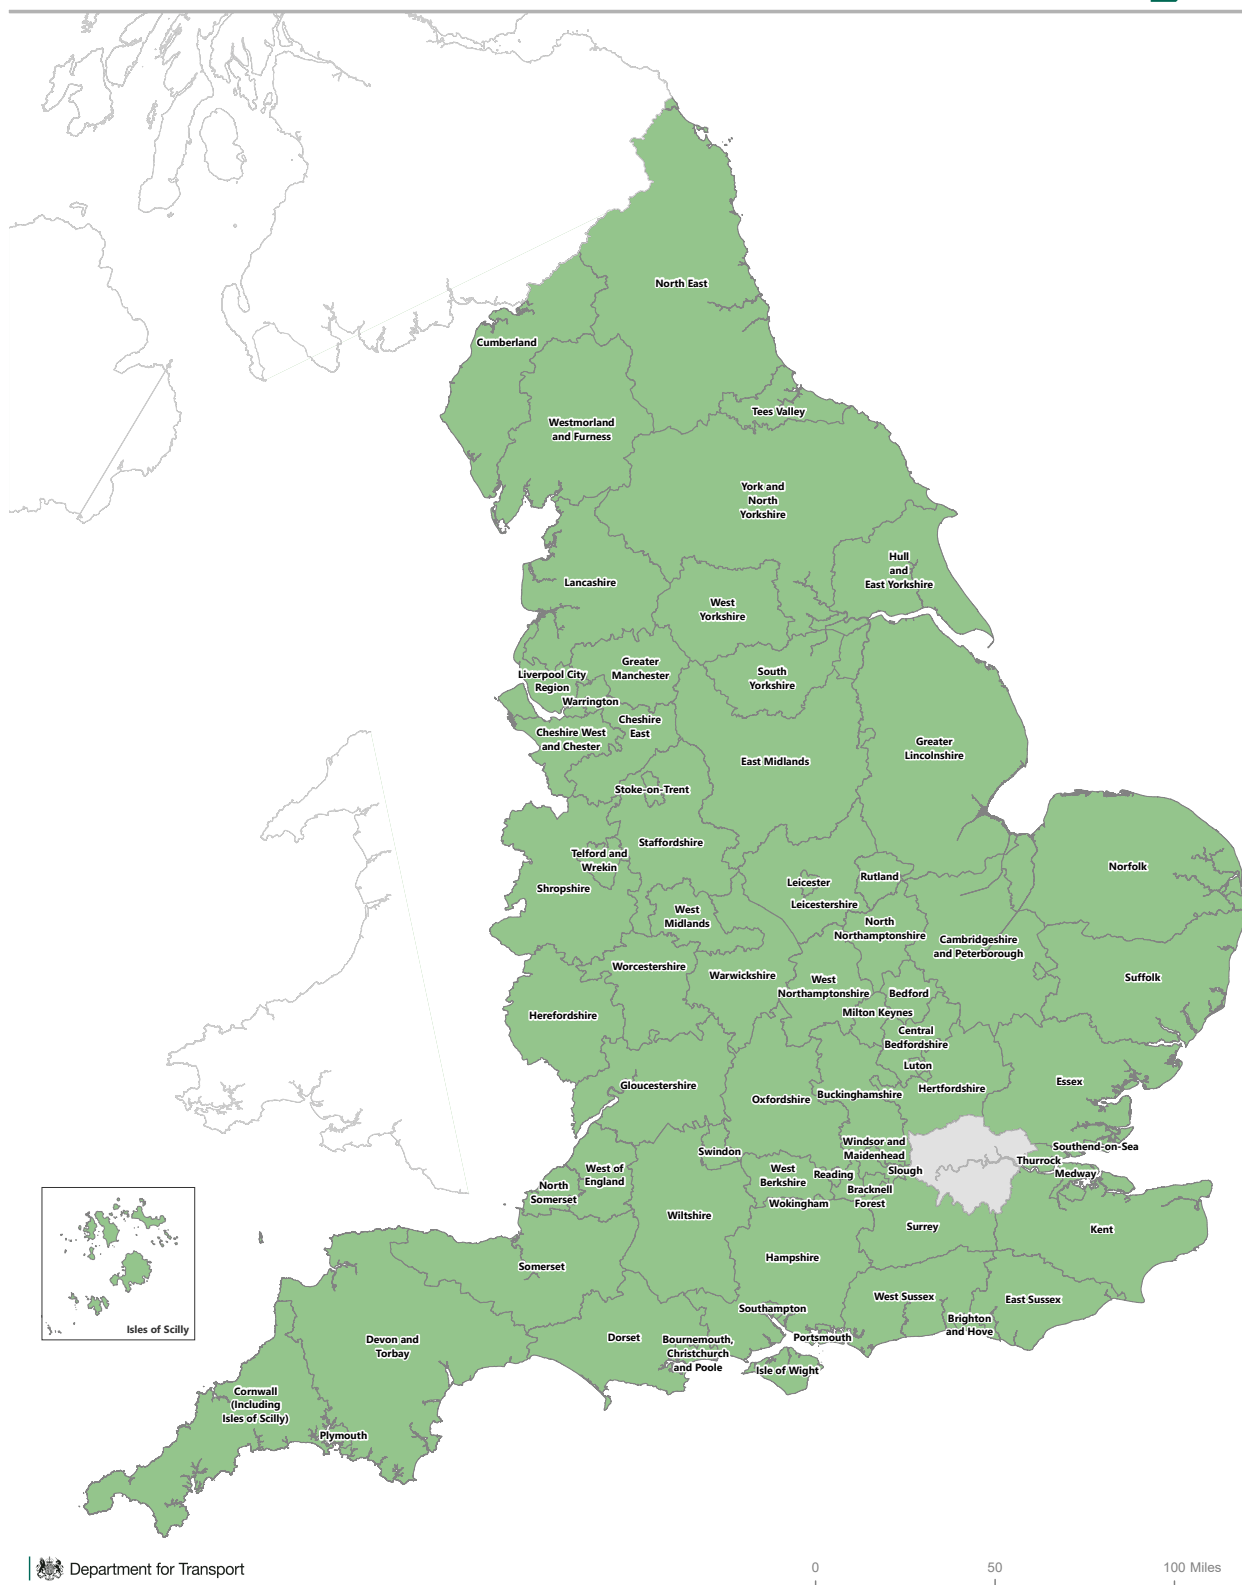 North East
Cumberland
Tees Valley
Westmorland
and Furness
York and
North
Yorkshire
Hull
and
East Yorkshire
Lancashire
West
Yorkshire
Greater
Manchester
South
Yorkshire
Liverpool City
Region
Warrington
Cheshire
East
Cheshire West
and Chester
Greater
Lincolnshire
East Midlands
Stoke-on-Trent
Staffordshire
Telford and
Wrekin
Shropshire
Norfolk
Rutland
Leicester
Leicestershire
West
Midlands
North
Northamptonshire
Cambridgeshire
and Peterborough
Worcestershire
Warwickshire
West
Northamptonshire
Suffolk
Bedford
Milton Keynes
Herefordshire
Central
Bedfordshire
Luton
Hertfordshire
Essex
Gloucestershire
Oxfordshire
Buckinghamshire
Windsor and
Maidenhead
Southend-on-Sea
Swindon
Thurrock
Slough
Medway
West of
England
West
Berkshire
Reading
North
Somerset
Bracknell
Forest
Wokingham
Wiltshire
Surrey
Kent
Hampshire
Somerset
West Sussex
East Sussex
Southampton
Brighton
and Hove
Portsmouth
Isles of Scilly
Devon and
Torbay
Dorset
Bournemouth,
Christchurch
and Poole
Isle of Wight
Cornwall
(Including
Isles of Scilly)
Plymouth
Department for Transport
0 50 100 Miles